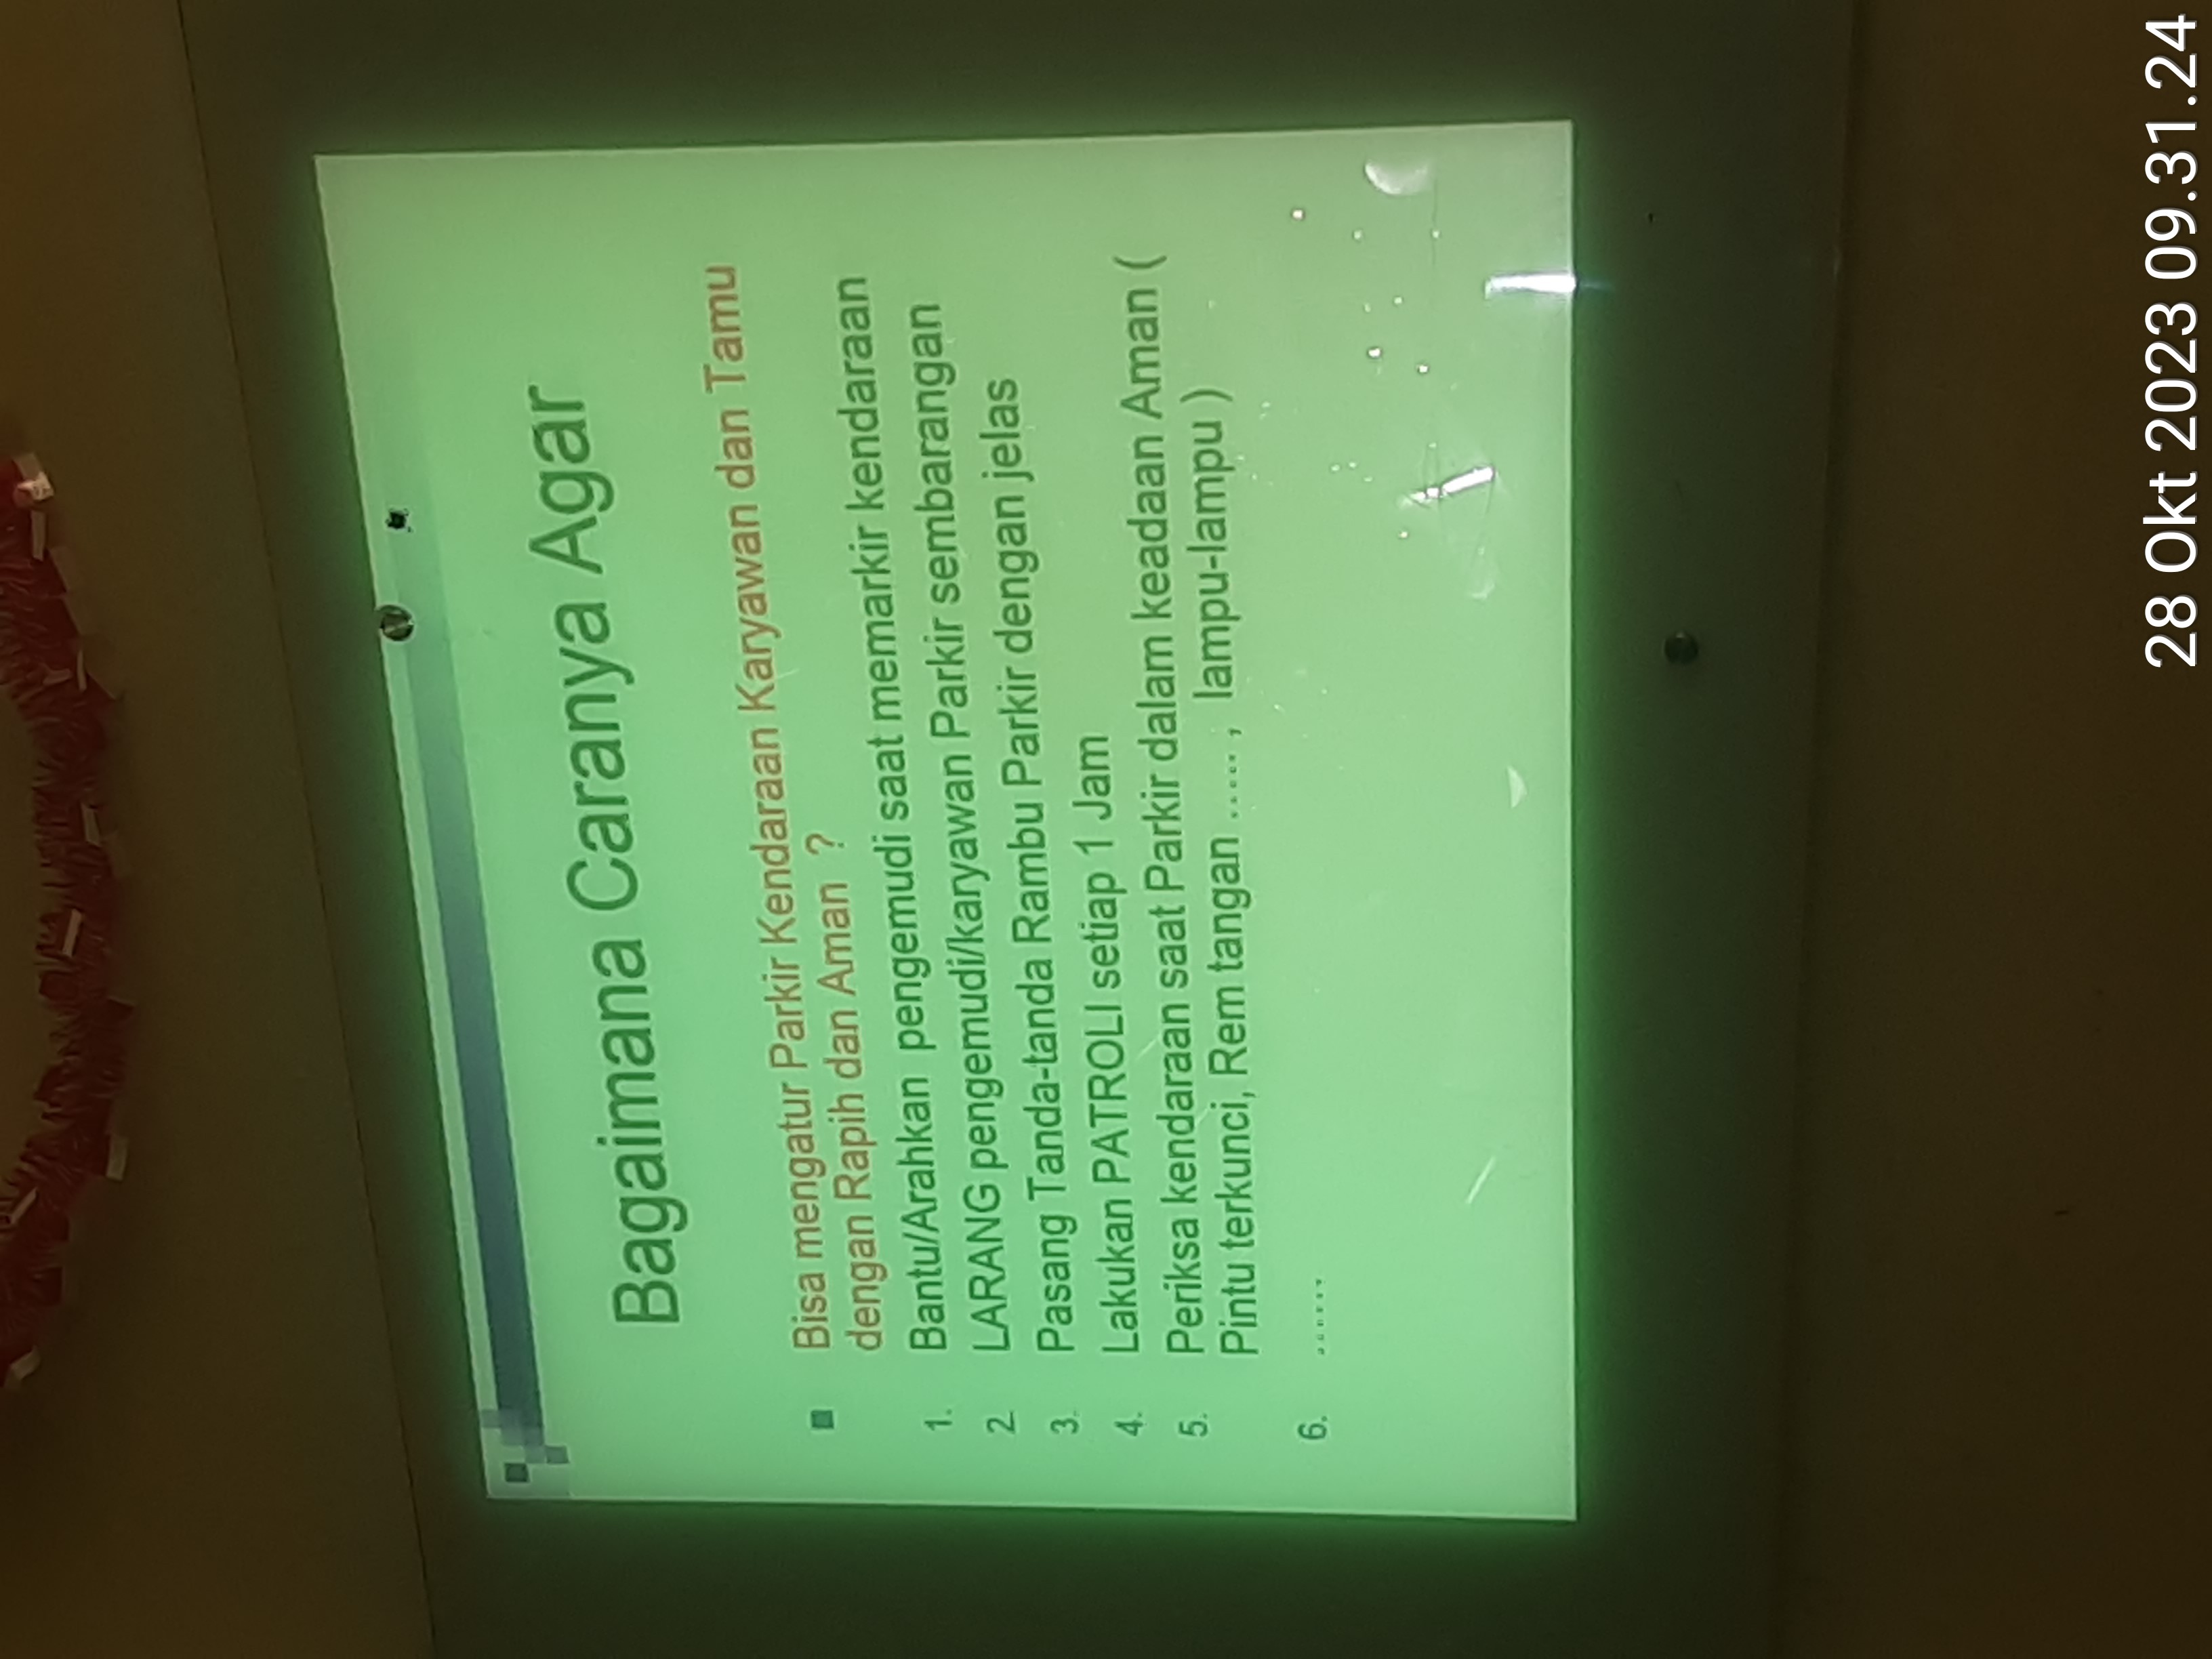 Bagaimana Caranya Agar
Bisa mengatur Parkir Kendaraan Karyawan dan Tamu
dengan Rapih dan Aman ?
1. Bantu/Arahkan pengemudi saat memarkir kendaraan
2. LARANG pengemudi/karyawan Parkir sembarangan
3. Pasang Tanda-tanda Rambu Parkir dengan jelas
4. Lakukan PATROLI setiap 1 Jam
5. Periksa kendaraan saat Parkir dalam keadaan Aman (
Pintu terkunci, Rem tangan ..... , lampu-lampu )
6. ......
28 Okt 2023 09.31.24